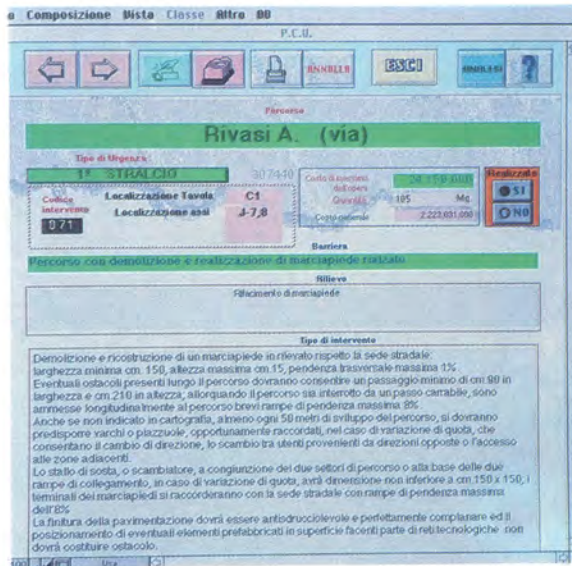 Composizione Vista Classe Altro
P.C.U.
ANNULLA
ESCI
ANALISI
?
Percorso
Rivasi A. (via)
Tipo di Urgenza
1° STRALCIO
307440
Codice intervento
071
Localizzazione Tavola C1
Localizzazione assi J-7,8
Quantità 105 Mq.
Costo generale 2.223.031.000
Realizzato
SI
NO
Barriera
Percorso con demolizione e realizzazione di marciapiede rialzato
Rilievo
Rifacimento di marciapiede
Tipo di intervento
Demolizione e ricostruzione di un marciapiede in rilevato rispetto la sede stradale:
larghezza minima cm. 150, altezza massima cm.15, pendenza trasversale massima 1%
Eventuali ostacoli presenti lungo il percorso dovranno consentire un passaggio minimo di cm.90 in
larghezza e cm.210 in altezza; allorquando il percorso sia interrotto da un passo carrabile, sono
ammesse longitudinalmente al percorso brevi rampe di pendenza massima 8%
Anche se non indicato in cartografia, almeno ogni 50 metri di sviluppo del percorso, si dovranno
predisporre varchi o piazzuole, opportunamente raccordati, nel caso di variazione di quota, che
consentano il cambio di direzione, lo scambio tra utenti provenienti da direzioni opposte o l'accesso
alle zone adiacenti.
Lo stallo di sosta, o scambiatore, a congiunzione dei due settori di percorso o alla base delle due
rampe di collegamento, in caso di variazione di quota, avrà dimensione non inferiore a cm.150 x 150; i
terminali dei marciapiedi si raccorderanno con la sede stradale con rampe di pendenza massima
dell'8%
La finitura della pavimentazione dovrà essere antisdrucciolevole e perfettamente complanare ed il
posizionamento di eventuali elementi prefabbricati in superficie facenti parte di reti tecnologiche non
dovrà costituire ostacolo.
100